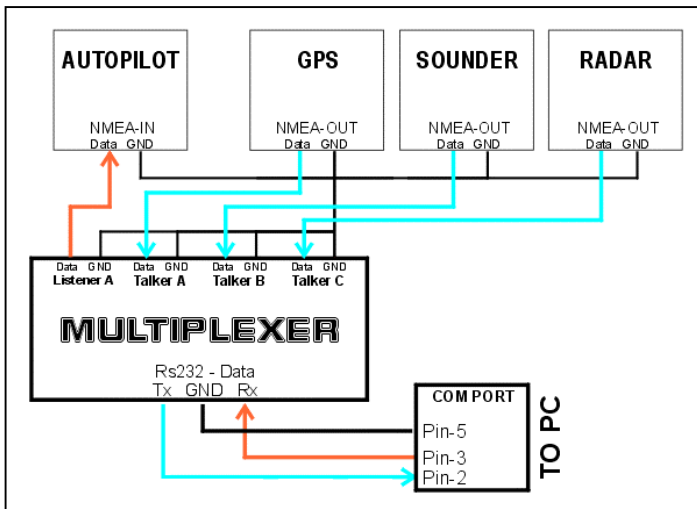 AUTOPILOT
NMEA-IN
Data GND
GPS
NMEA-OUT
Data GND
SOUNDER
NMEA-OUT
Data GND
RADAR
NMEA-OUT
Data GND
Data GND Data GND Data GND Data GND
Listener A Talker A Talker B Talker C
MULTIPLEXER
Rs232 - Data
Tx GND Rx
COM PORT
Pin-5
Pin-3
Pin-2
TO PC